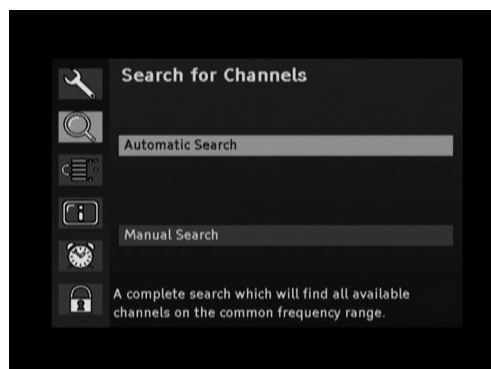 Search for Channels
Automatic Search
Manual Search
A complete search which will find all available
channels on the common frequency range.